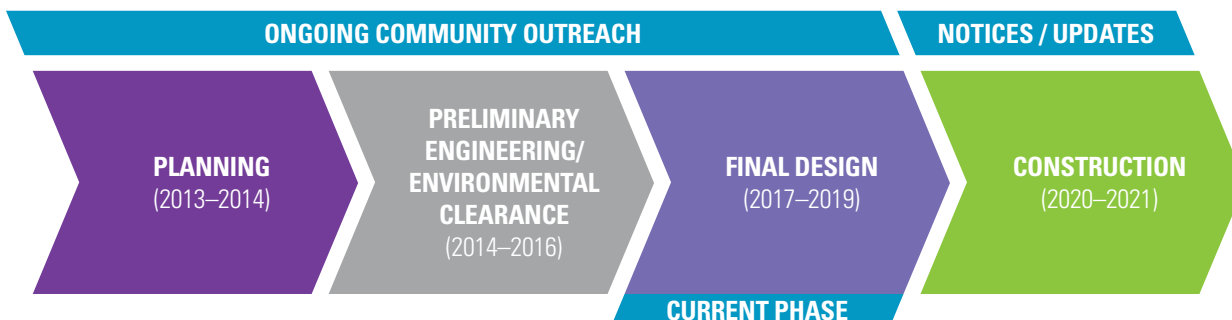 ONGOING COMMUNITY OUTREACH
NOTICES / UPDATES
PLANNING
(2013–2014)
PRELIMINARY
ENGINEERING/
ENVIRONMENTAL
CLEARANCE
(2014–2016)
FINAL DESIGN
(2017–2019)
CONSTRUCTION
(2020–2021)
CURRENT PHASE